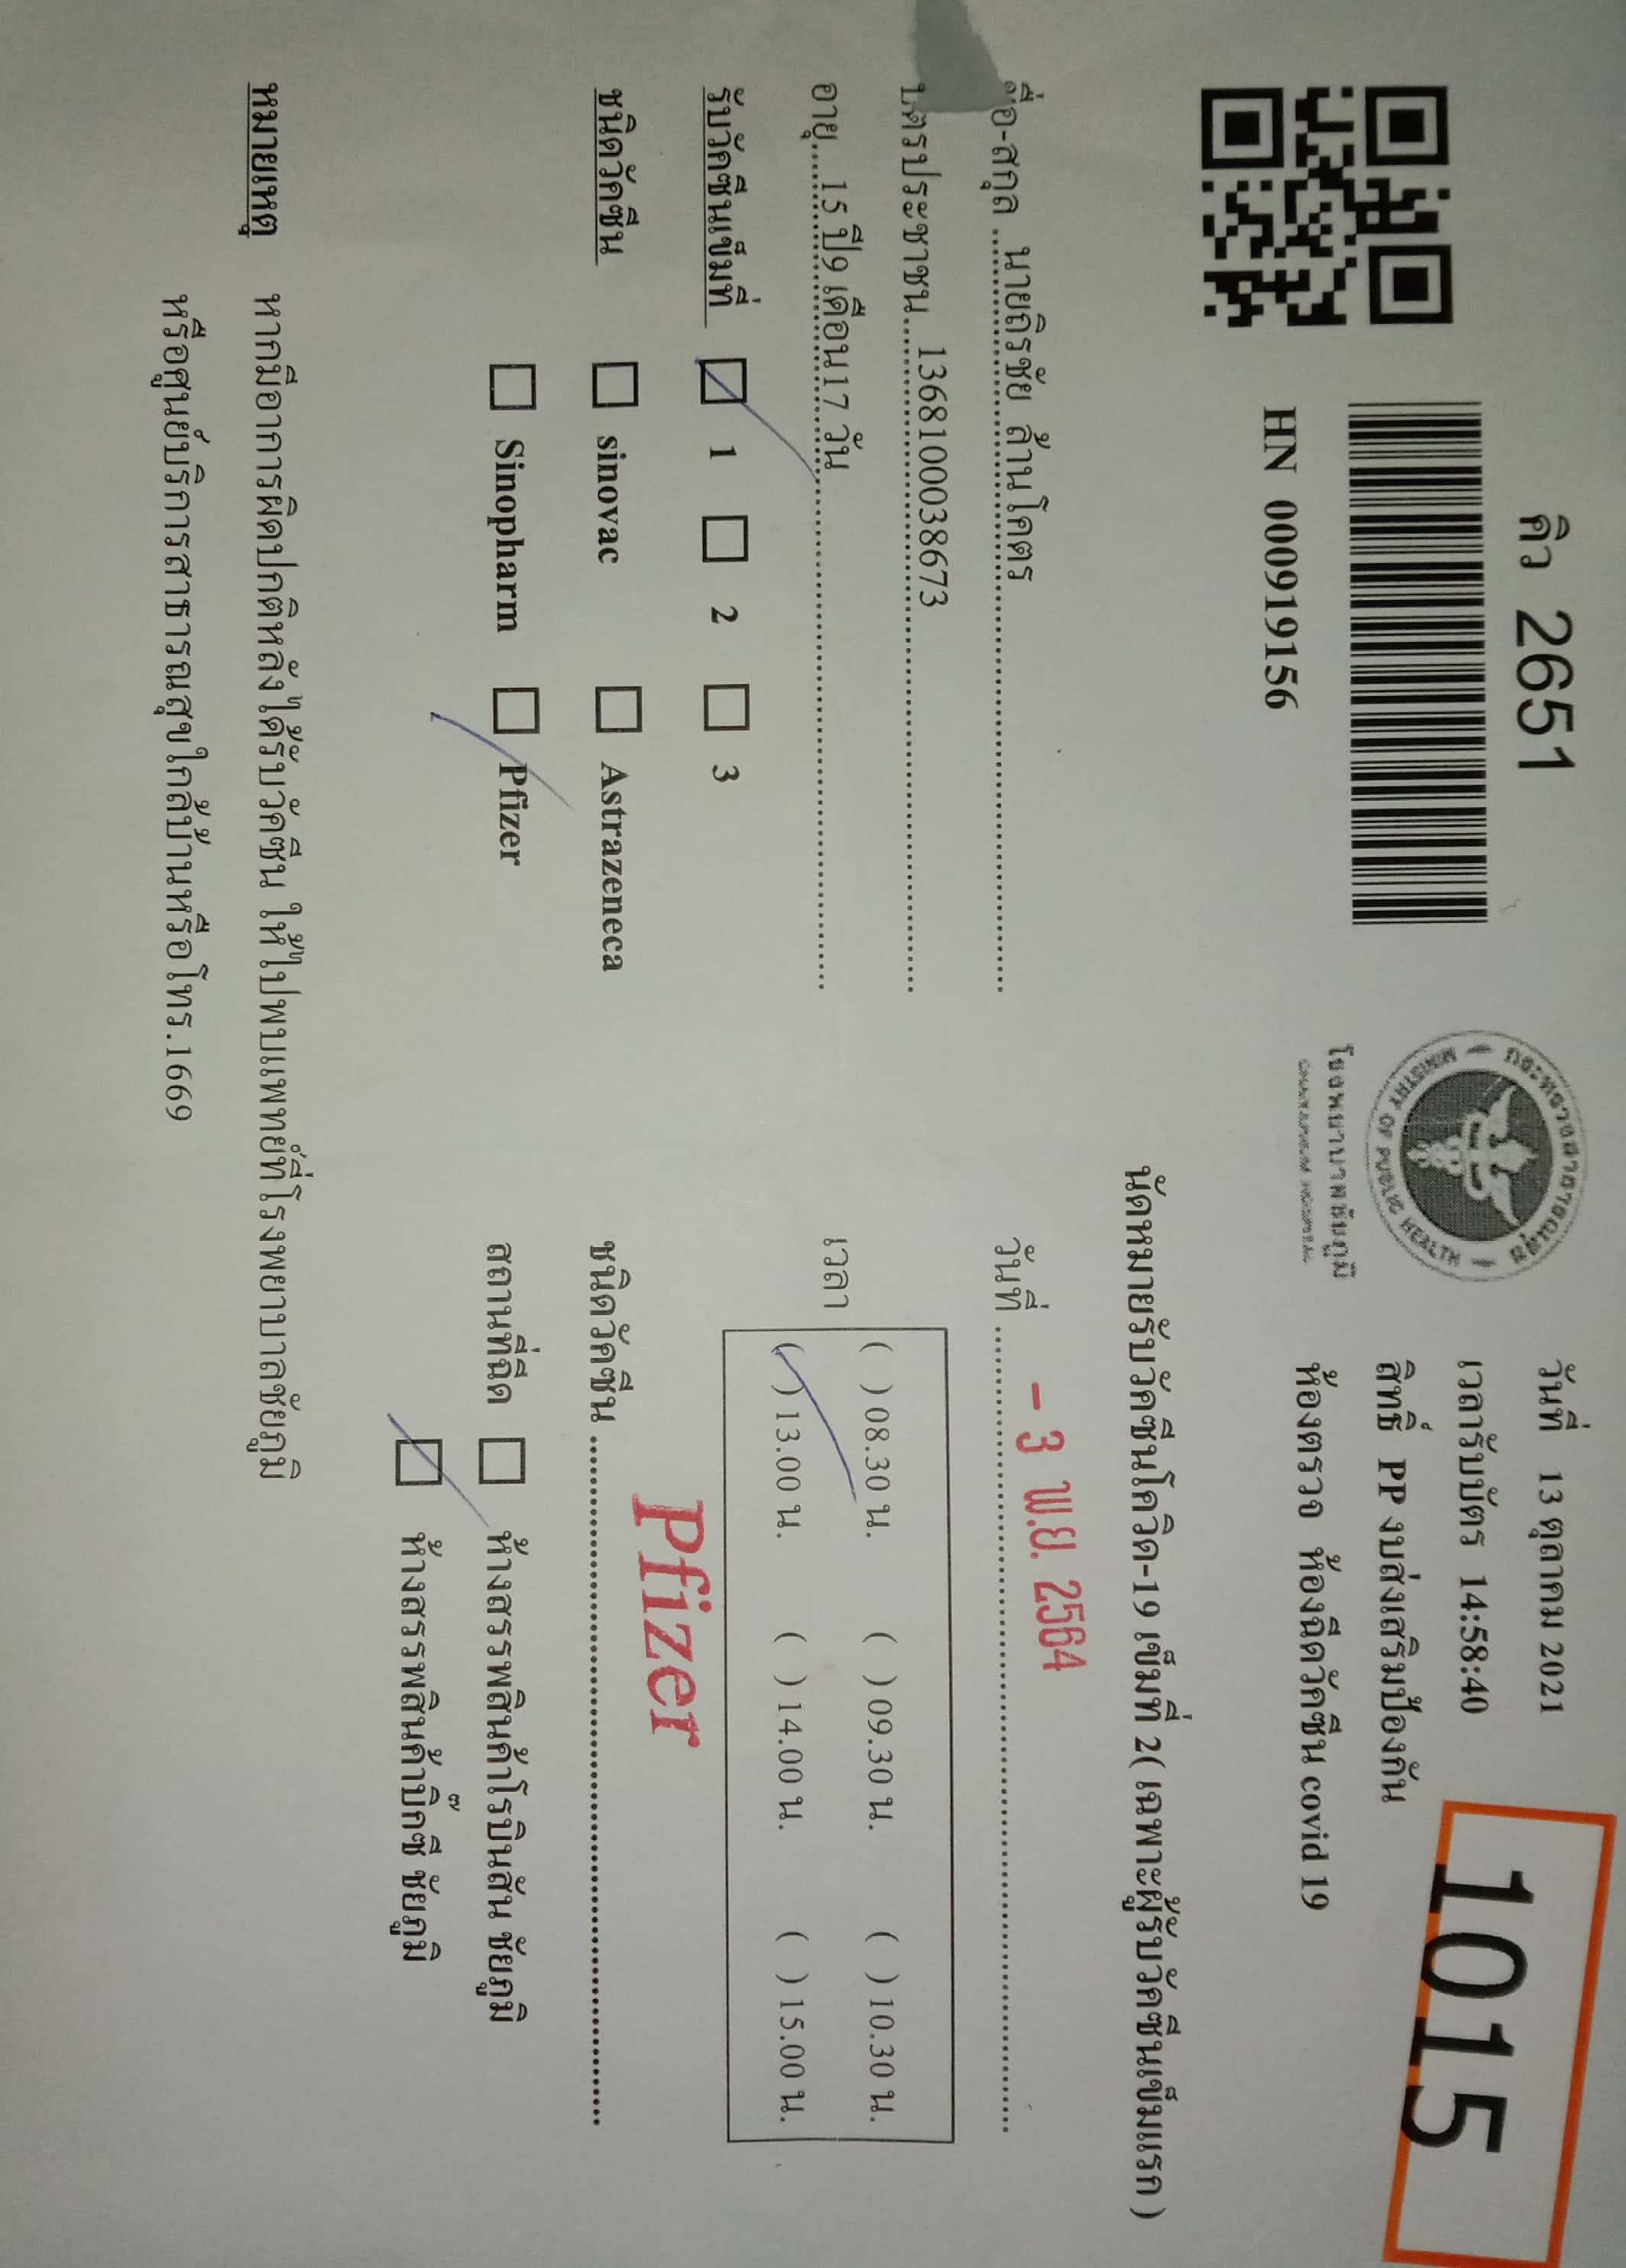 คิว 2651
HN 000919156
โรงพยาบาลชัยภูมิ
CHAIYAPHUM HOSPITAL
กระทรวงสาธารณสุข
MINISTRY OF PUBLIC HEALTH
วันที่ 13 ตุลาคม 2021
เวลารับบัตร 14:58:40
สิทธิ์ PP งบส่งเสริมป้องกัน
ห้องตรวจ ห้องฉีดวัคซีน covid 19
1015
ชื่อ-สกุล นายถิรชัย ล้านโคตร
บัตรประชาชน 1368100038673
อายุ 15 ปี9 เดือน17 วัน
รับวัคซีนเข็มที่ 1 2 3
ชนิดวัคซีน sinovac Astrazeneca
Sinopharm Pfizer
นัดหมายรับวัคซีนโควิด-19 เข็มที่ 2( เฉพาะผู้รับวัคซีนเข็มแรก )
วันที่ - 3 พ.ย. 2564
เวลา
( ) 08.30 น. ( ) 09.30 น. ( ) 10.30 น.
( ) 13.00 น. ( ) 14.00 น. ( ) 15.00 น.
ชนิดวัคซีน Pfizer
สถานที่ฉีด ห้างสรรพสินค้าโรบินสัน ชัยภูมิ
ห้างสรรพสินค้าบิ๊กซี ชัยภูมิ
หมายเหตุ หากมีอาการผิดปกติหลังได้รับวัคซีน ให้ไปพบแพทย์ที่โรงพยาบาลชัยภูมิ
หรือศูนย์บริการสาธารณสุขใกล้บ้านหรือโทร.1669